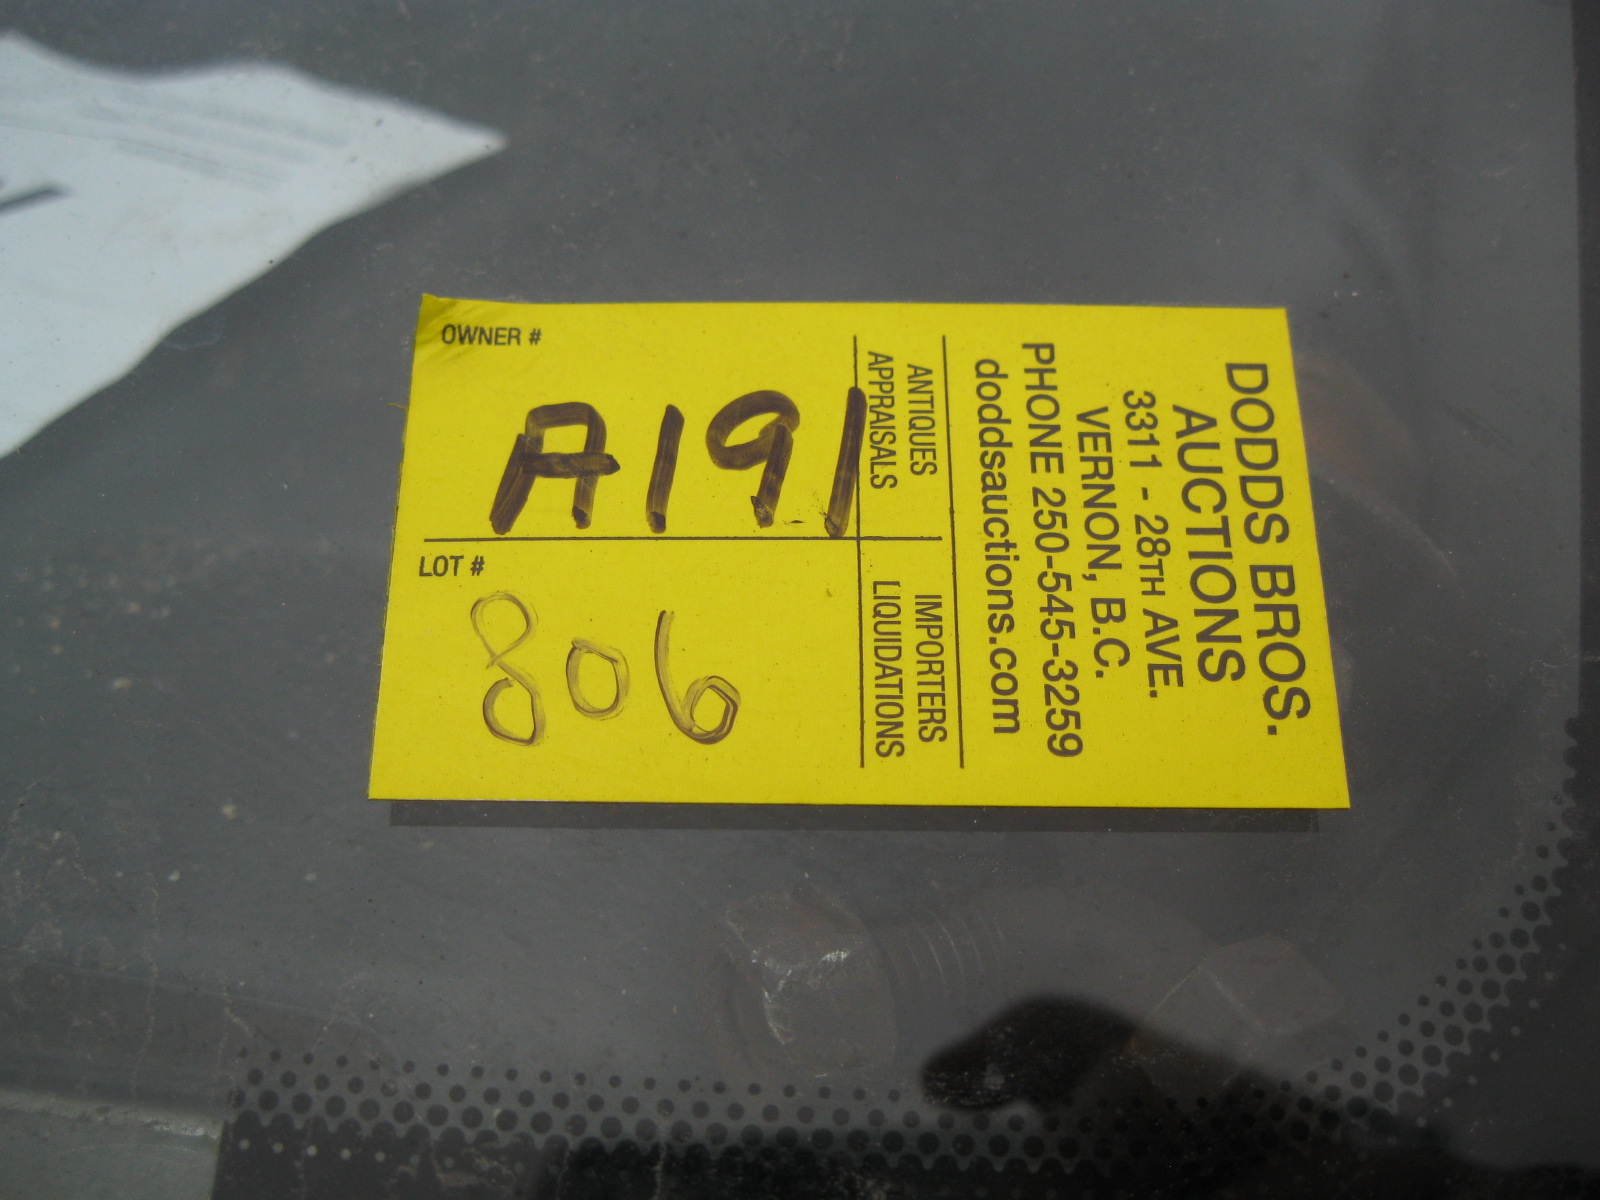 DODDS BROS.
AUCTIONS
3311 - 28TH AVE.
VERNON, B.C.
PHONE 250-545-3259
doddsauctions.com
ANTIQUES
APPRAISALS
IMPORTERS
LIQUIDATIONS
OWNER #
A191
LOT #
806